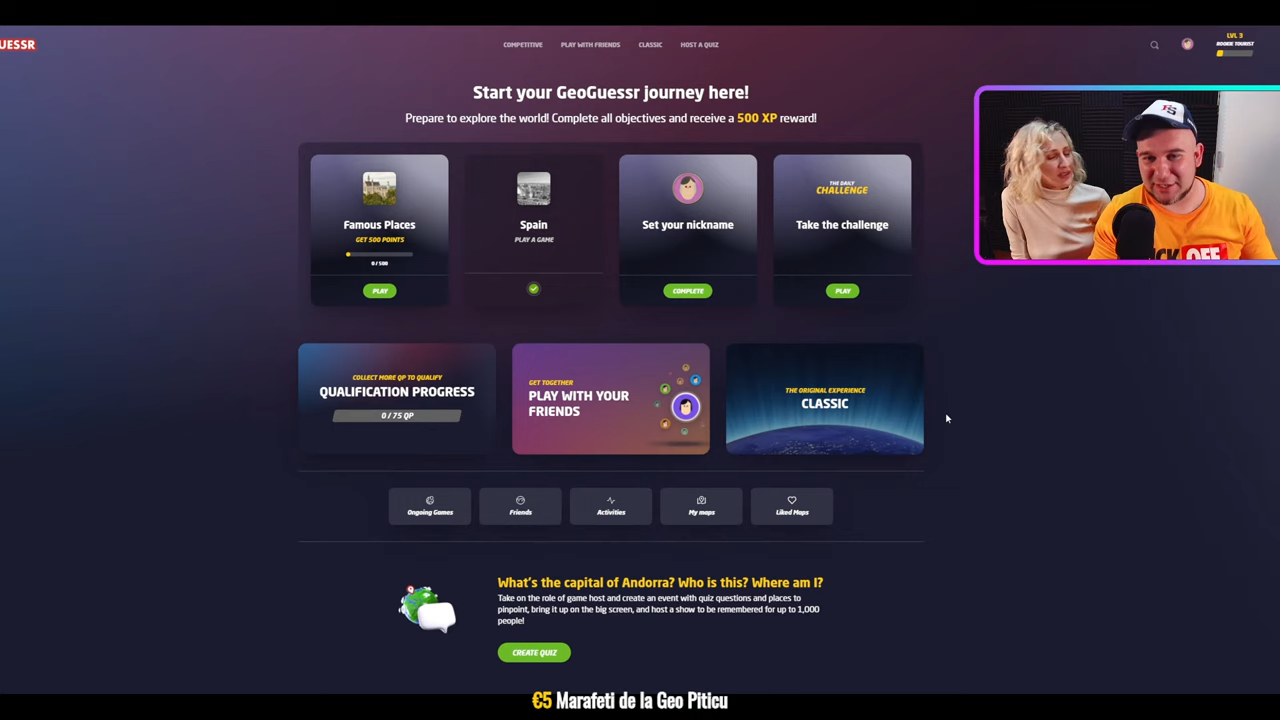 UESSR
COMPETITIVE PLAY WITH FRIENDS CLASSIC HOST A QUIZ
LVL 3
ROOKIE TOURIST
Start your GeoGuessr journey here!
Prepare to explore the world! Complete all objectives and receive a 500 XP reward!
Famous Places
GET 500 POINTS
0 / 500
PLAY
Spain
PLAY A GAME
Set your nickname
COMPLETE
THE DAILY
CHALLENGE
Take the challenge
PLAY
COLLECT MORE QP TO QUALIFY
QUALIFICATION PROGRESS
0 / 75 QP
GET TOGETHER
PLAY WITH YOUR
FRIENDS
THE ORIGINAL EXPERIENCE
CLASSIC
Ongoing Games
Friends
Activities
My maps
Liked Maps
What's the capital of Andorra? Who is this? Where am I?
Take on the role of game host and create an event with quiz questions and places to
pinpoint, bring it up on the big screen, and host a show to be remembered for up to 1,000
people!
CREATE QUIZ
€5 Marafeti de la Geo Piticu